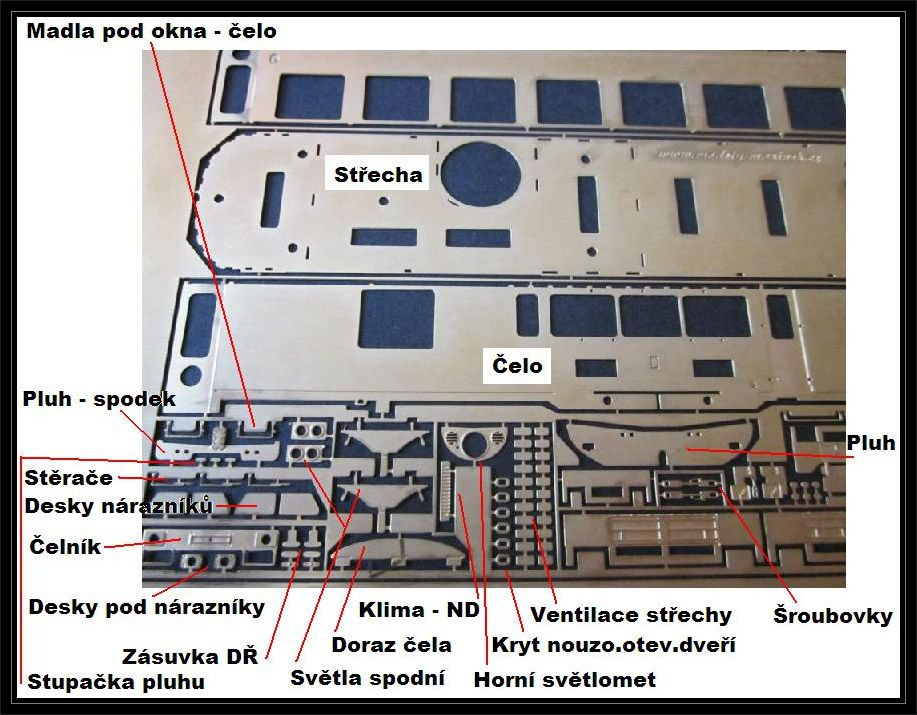 Madla pod okna - čelo
Střecha
Čelo
Pluh - spodek
Pluh
Stěrače
Desky nárazníků
Čelník
Desky pod nárazníky
Klima - ND
Ventilace střechy
Šroubovky
Zásuvka DŘ
Doraz čela
Kryt nouzo.otev.dveří
Stupačka pluhu
Světla spodní
Horní světlomet